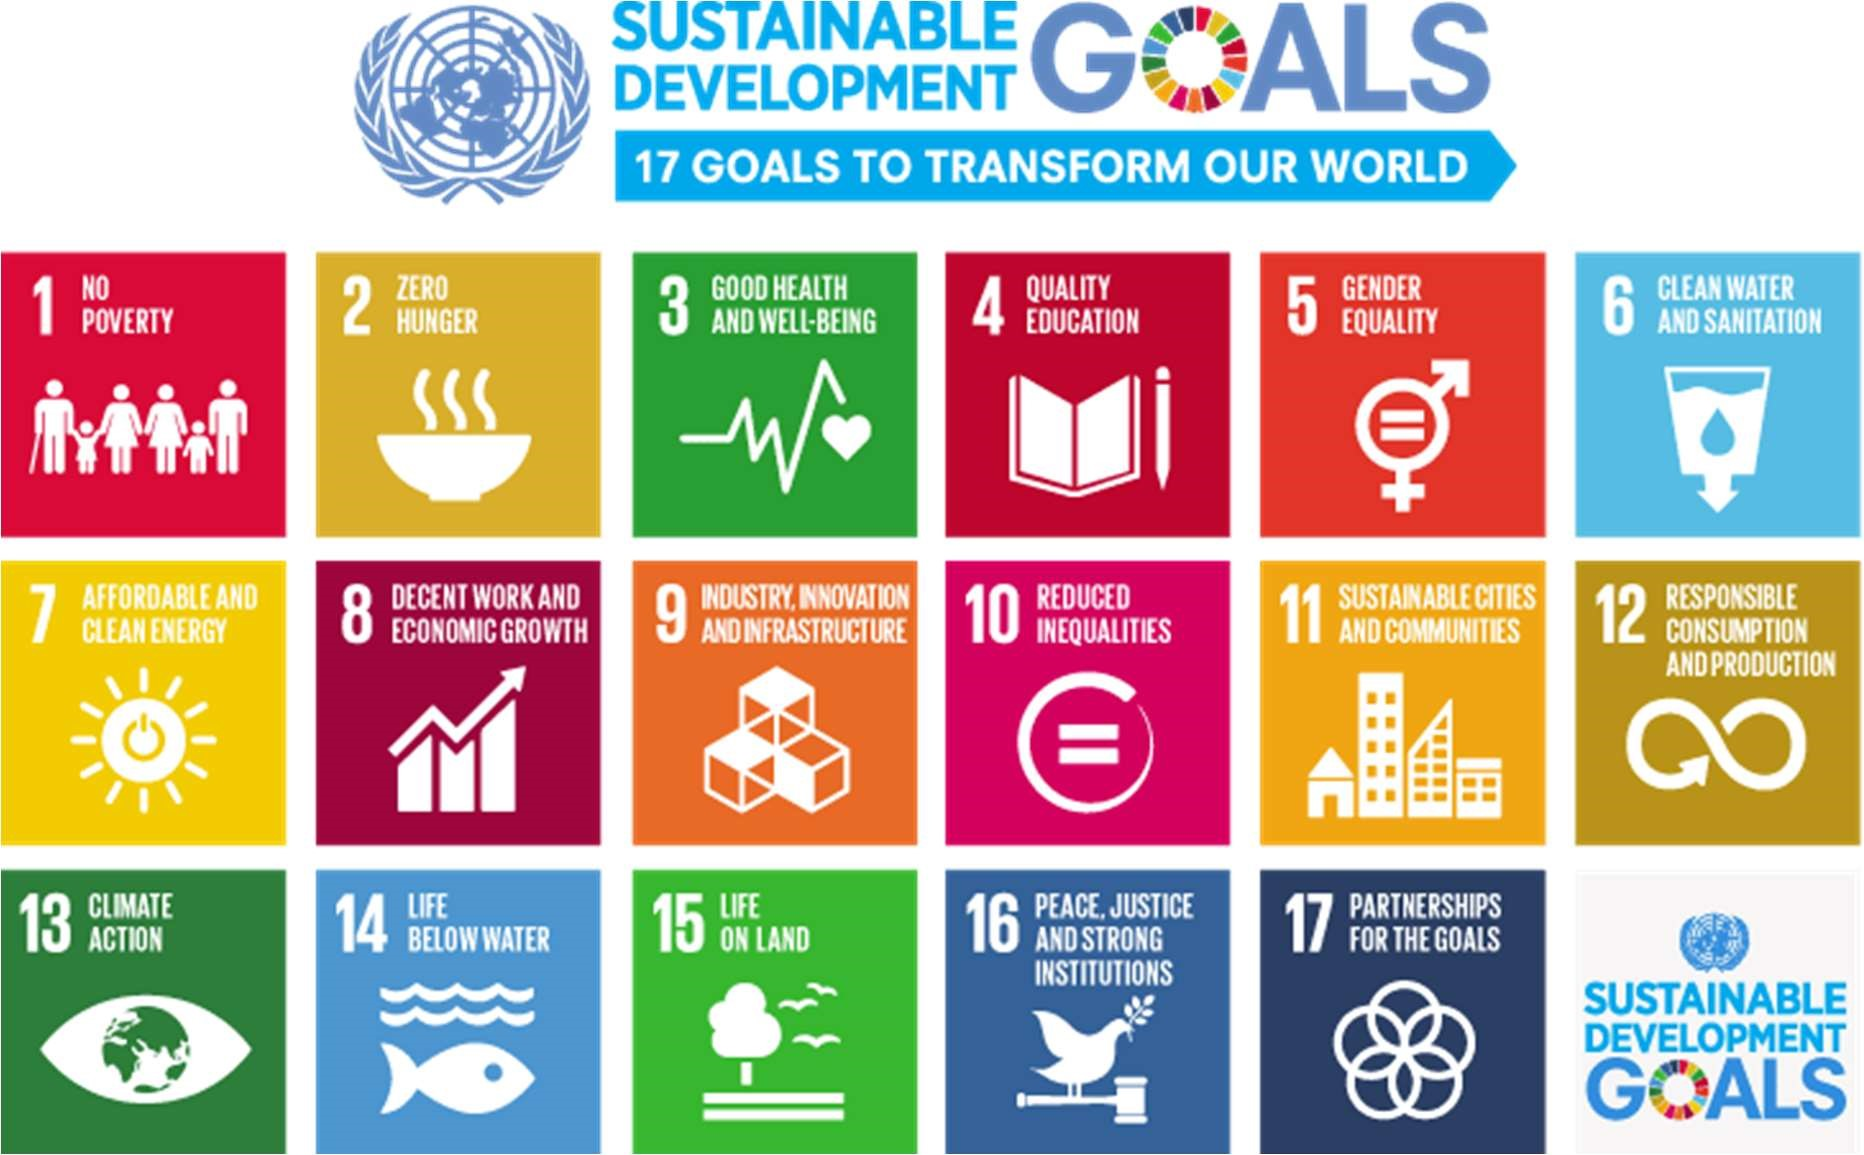 SUSTAINABLE
DEVELOPMENT
GOALS
17 GOALS TO TRANSFORM OUR WORLD
1 NO
POVERTY
2 ZERO
HUNGER
3 GOOD HEALTH
AND WELL-BEING
4 QUALITY
EDUCATION
5 GENDER
EQUALITY
6 CLEAN WATER
AND SANITATION
7 AFFORDABLE AND
CLEAN ENERGY
8 DECENT WORK AND
ECONOMIC GROWTH
9 INDUSTRY, INNOVATION
AND INFRASTRUCTURE
10 REDUCED
INEQUALITIES
11 SUSTAINABLE CITIES
AND COMMUNITIES
12 RESPONSIBLE
CONSUMPTION
AND PRODUCTION
13 CLIMATE
ACTION
14 LIFE
BELOW WATER
15 LIFE
ON LAND
16 PEACE, JUSTICE
AND STRONG
INSTITUTIONS
17 PARTNERSHIPS
FOR THE GOALS
SUSTAINABLE
DEVELOPMENT
GOALS